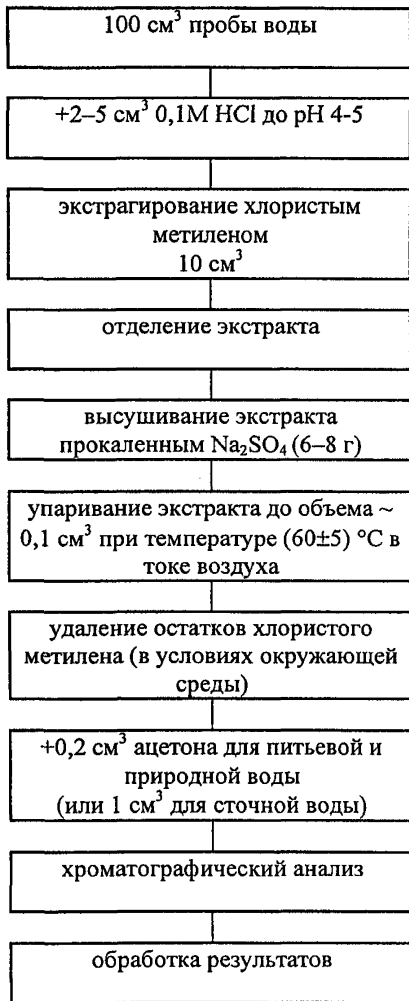 100 см³ пробы воды
+2–5 см³ 0,1М HCl до pH 4-5
экстрагирование хлористым
метиленом
10 см³
отделение экстракта
высушивание экстракта
прокаленным Na₂SO₄ (6–8 г)
упаривание экстракта до объема ~
0,1 см³ при температуре (60±5) °С в
токе воздуха
удаление остатков хлористого
метилена (в условиях окружающей
среды)
+0,2 см³ ацетона для питьевой и
природной воды
(или 1 см³ для сточной воды)
хроматографический анализ
обработка результатов